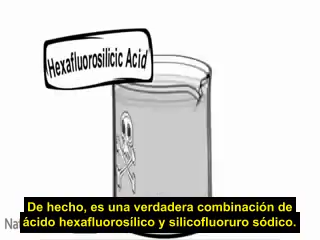 Hexafluorosilicic Acid
De hecho, es una verdadera combinación de
ácido hexafluorosílico y silicofluoruro sódico.